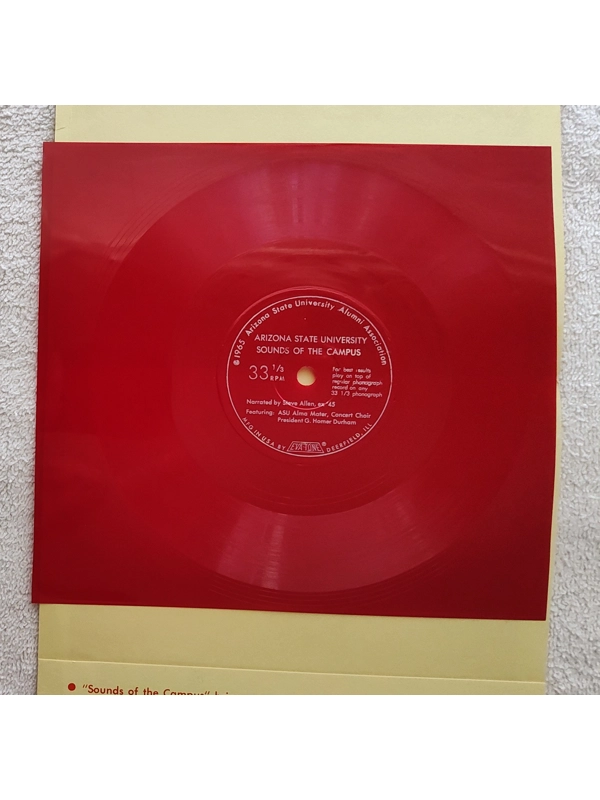 ©1965 Arizona State University Alumni Association
ARIZONA STATE UNIVERSITY
SOUNDS OF THE CAMPUS
33 1/3
RPM
For best results
play on top of
regular phonograph
record on any
33 1/3 phonograph
Narrated by Steve Allen, ex '45
Featuring: ASU Alma Mater, Concert Choir
President G. Homer Durham
MFG IN USA BY EVA-TONE® DEERFIELD, ILL
● "Sounds of the Campus"